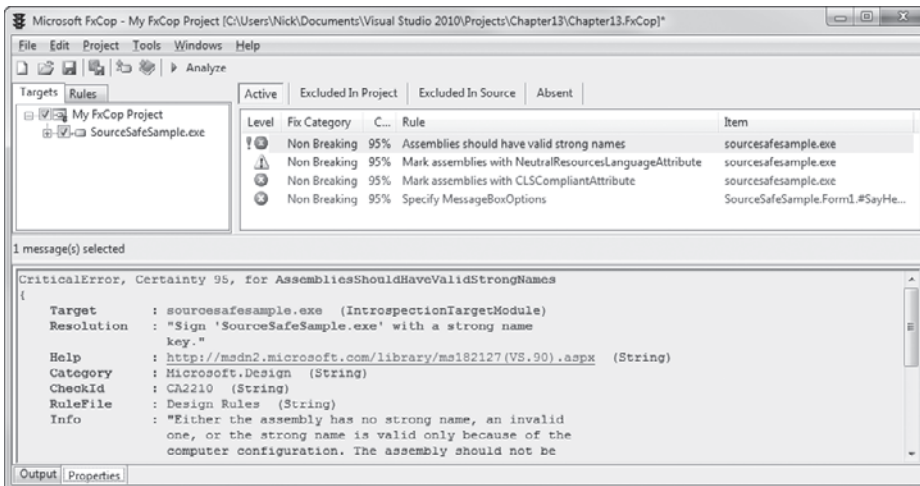 Microsoft FxCop - My FxCop Project [C:\Users\Nick\Documents\Visual Studio 2010\Projects\Chapter13\Chapter13.FxCop]*
File Edit Project Tools Windows Help
Analyze
Targets Rules
My FxCop Project
SourceSafeSample.exe
Active Excluded In Project Excluded In Source Absent
Level Fix Category C... Rule Item
Non Breaking 95% Assemblies should have valid strong names sourcesafesample.exe
Non Breaking 95% Mark assemblies with NeutralResourcesLanguageAttribute sourcesafesample.exe
Non Breaking 95% Mark assemblies with CLSCompliantAttribute sourcesafesample.exe
Non Breaking 95% Specify MessageBoxOptions SourceSafeSample.Form1.#SayHe...
1 message(s) selected
CriticalError, Certainty 95, for AssembliesShouldHaveValidStrongNames
{
Target : sourcesafesample.exe (IntrospectionTargetModule)
Resolution : "Sign 'SourceSafeSample.exe' with a strong name
key."
Help : http://msdn2.microsoft.com/library/ms182127(VS.90).aspx (String)
Category : Microsoft.Design (String)
CheckId : CA2210 (String)
RuleFile : Design Rules (String)
Info : "Either the assembly has no strong name, an invalid
one, or the strong name is valid only because of the
computer configuration. The assembly should not be
Output Properties